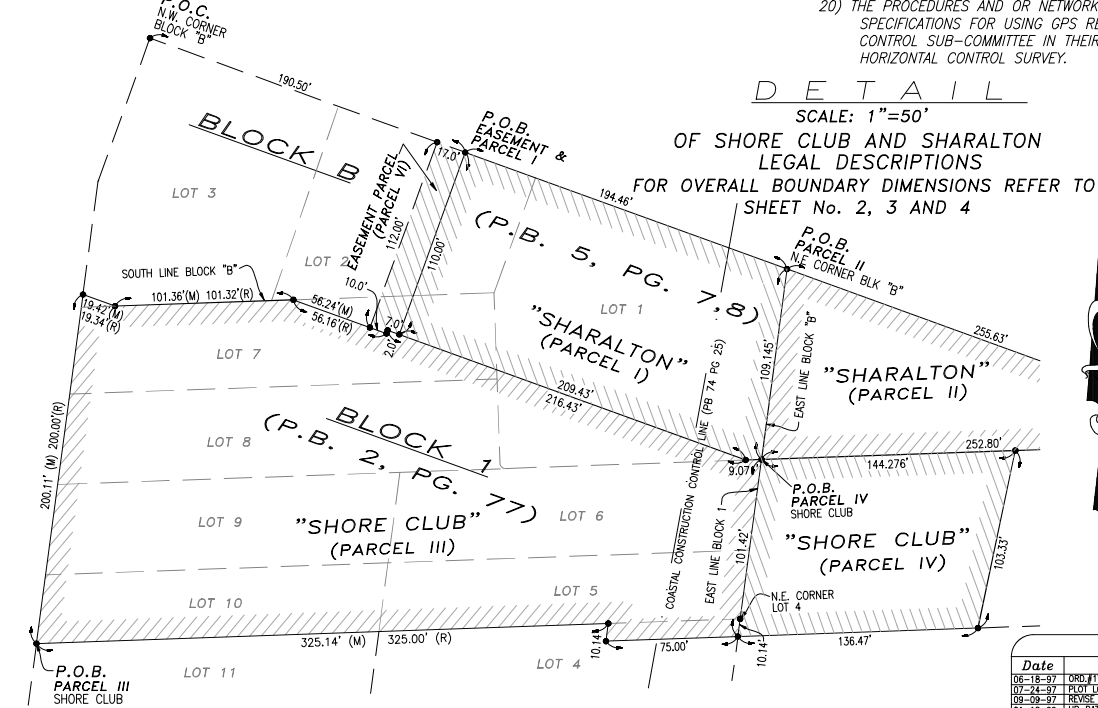 P.O.C.
N.W. CORNER
BLOCK "B"
20) THE PROCEDURES AND OR NETWORK
SPECIFICATIONS FOR USING GPS
CONTROL SUB-COMMITTEE IN THEIR
HORIZONTAL CONTROL SURVEY.
DETAIL
SCALE: 1"=50'
OF SHORE CLUB AND SHARALTON
LEGAL DESCRIPTIONS
FOR OVERALL BOUNDARY DIMENSIONS REFER TO
SHEET No. 2, 3 AND 4
190.50'
BLOCK B
P.O.B.
EASEMENT &
PARCEL I
17.0'
EASEMENT PARCEL
(PARCEL VI)
112.00'
110.00'
LOT 3
LOT 2
194.46'
(P.B. 5, PG. 7,8)
P.O.B.
PARCEL II
N.E CORNER BLK "B"
SOUTH LINE BLOCK "B"
19.42'(M)
19.34'(R)
101.36'(M) 101.32'(R)
56.24'(M)
56.16'(R)
10.0'
7.0'
2.0'
LOT 1
"SHARALTON"
(PARCEL I)
109.145'
EAST LINE BLOCK "B"
255.63'
"SHARALTON"
(PARCEL II)
LOT 7
209.43'
216.43'
COASTAL CONSTRUCTION CONTROL LINE (PB 74 PG 25)
BLOCK 1
(P.B. 2, PG. 77)
LOT 8
200.11' (M) 200.00'(R)
9.07'
252.80'
144.276'
P.O.B.
PARCEL IV
SHORE CLUB
LOT 9
LOT 6
"SHORE CLUB"
(PARCEL III)
EAST LINE BLOCK 1
101.42'
"SHORE CLUB"
(PARCEL IV)
103.33'
LOT 10
LOT 5
N.E. CORNER
LOT 4
325.14' (M) 325.00' (R)
10.14'
75.00'
10.14'
136.47'
P.O.B.
PARCEL III
SHORE CLUB
LOT 11
LOT 4
Date
06-18-97
07-24-97 PLOT
09-09-97 REVISE